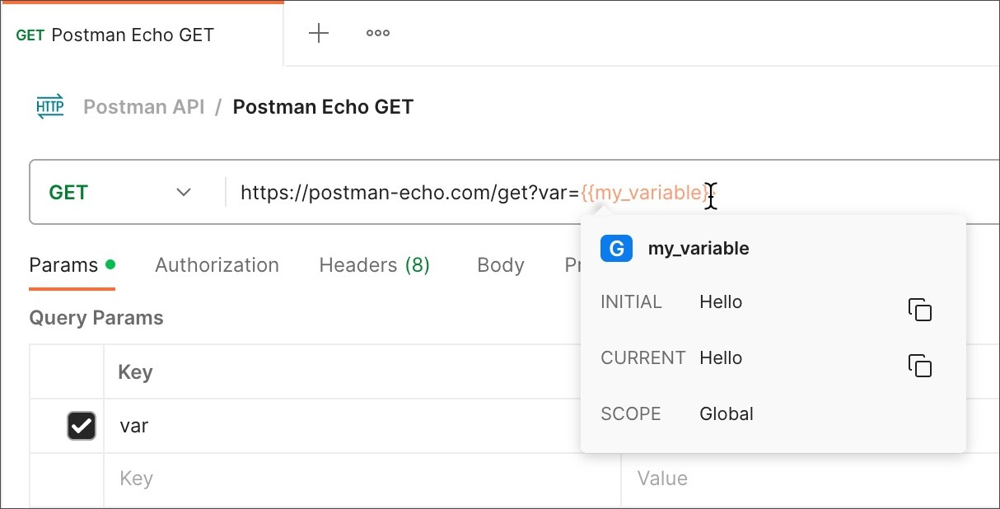 GET Postman Echo GET
HTTP Postman API / Postman Echo GET
GET https://postman-echo.com/get?var={{my_variable}}
G my_variable
Params Authorization Headers (8) Body Pr
INITIAL Hello
Query Params
CURRENT Hello
Key
SCOPE Global
var
Key Value